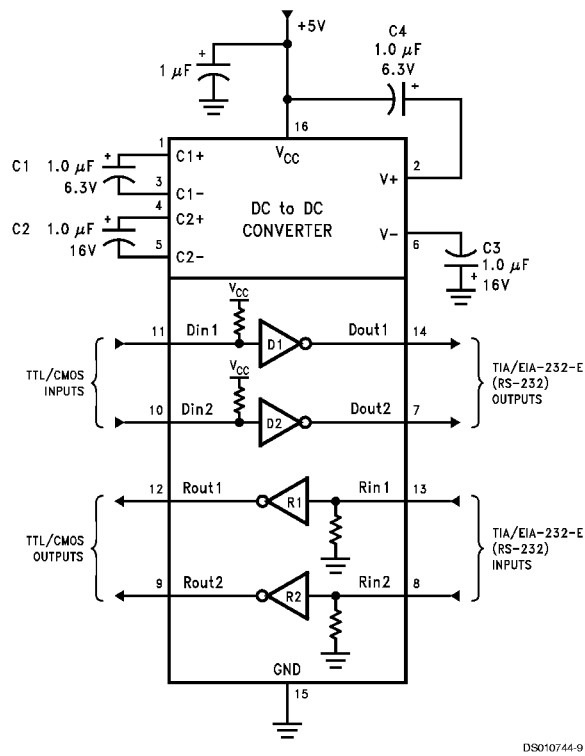 +5V
1 μF
+
C4
1.0 μF
6.3V
+
16
VCC
1
C1+
C1 1.0 μF
6.3V
+
3
C1-
4
C2+
C2 1.0 μF
16V
+
5
C2-
DC to DC
CONVERTER
2
V+
V-
6
C3
1.0 μF
16V
+
VCC
11
Din1
D1
Dout1
14
VCC
10
Din2
D2
Dout2
7
TTL/CMOS
INPUTS
TIA/EIA-232-E
(RS-232)
OUTPUTS
12
Rout1
R1
Rin1
13
9
Rout2
R2
Rin2
8
TTL/CMOS
OUTPUTS
TIA/EIA-232-E
(RS-232)
INPUTS
GND
15
DS010744-9